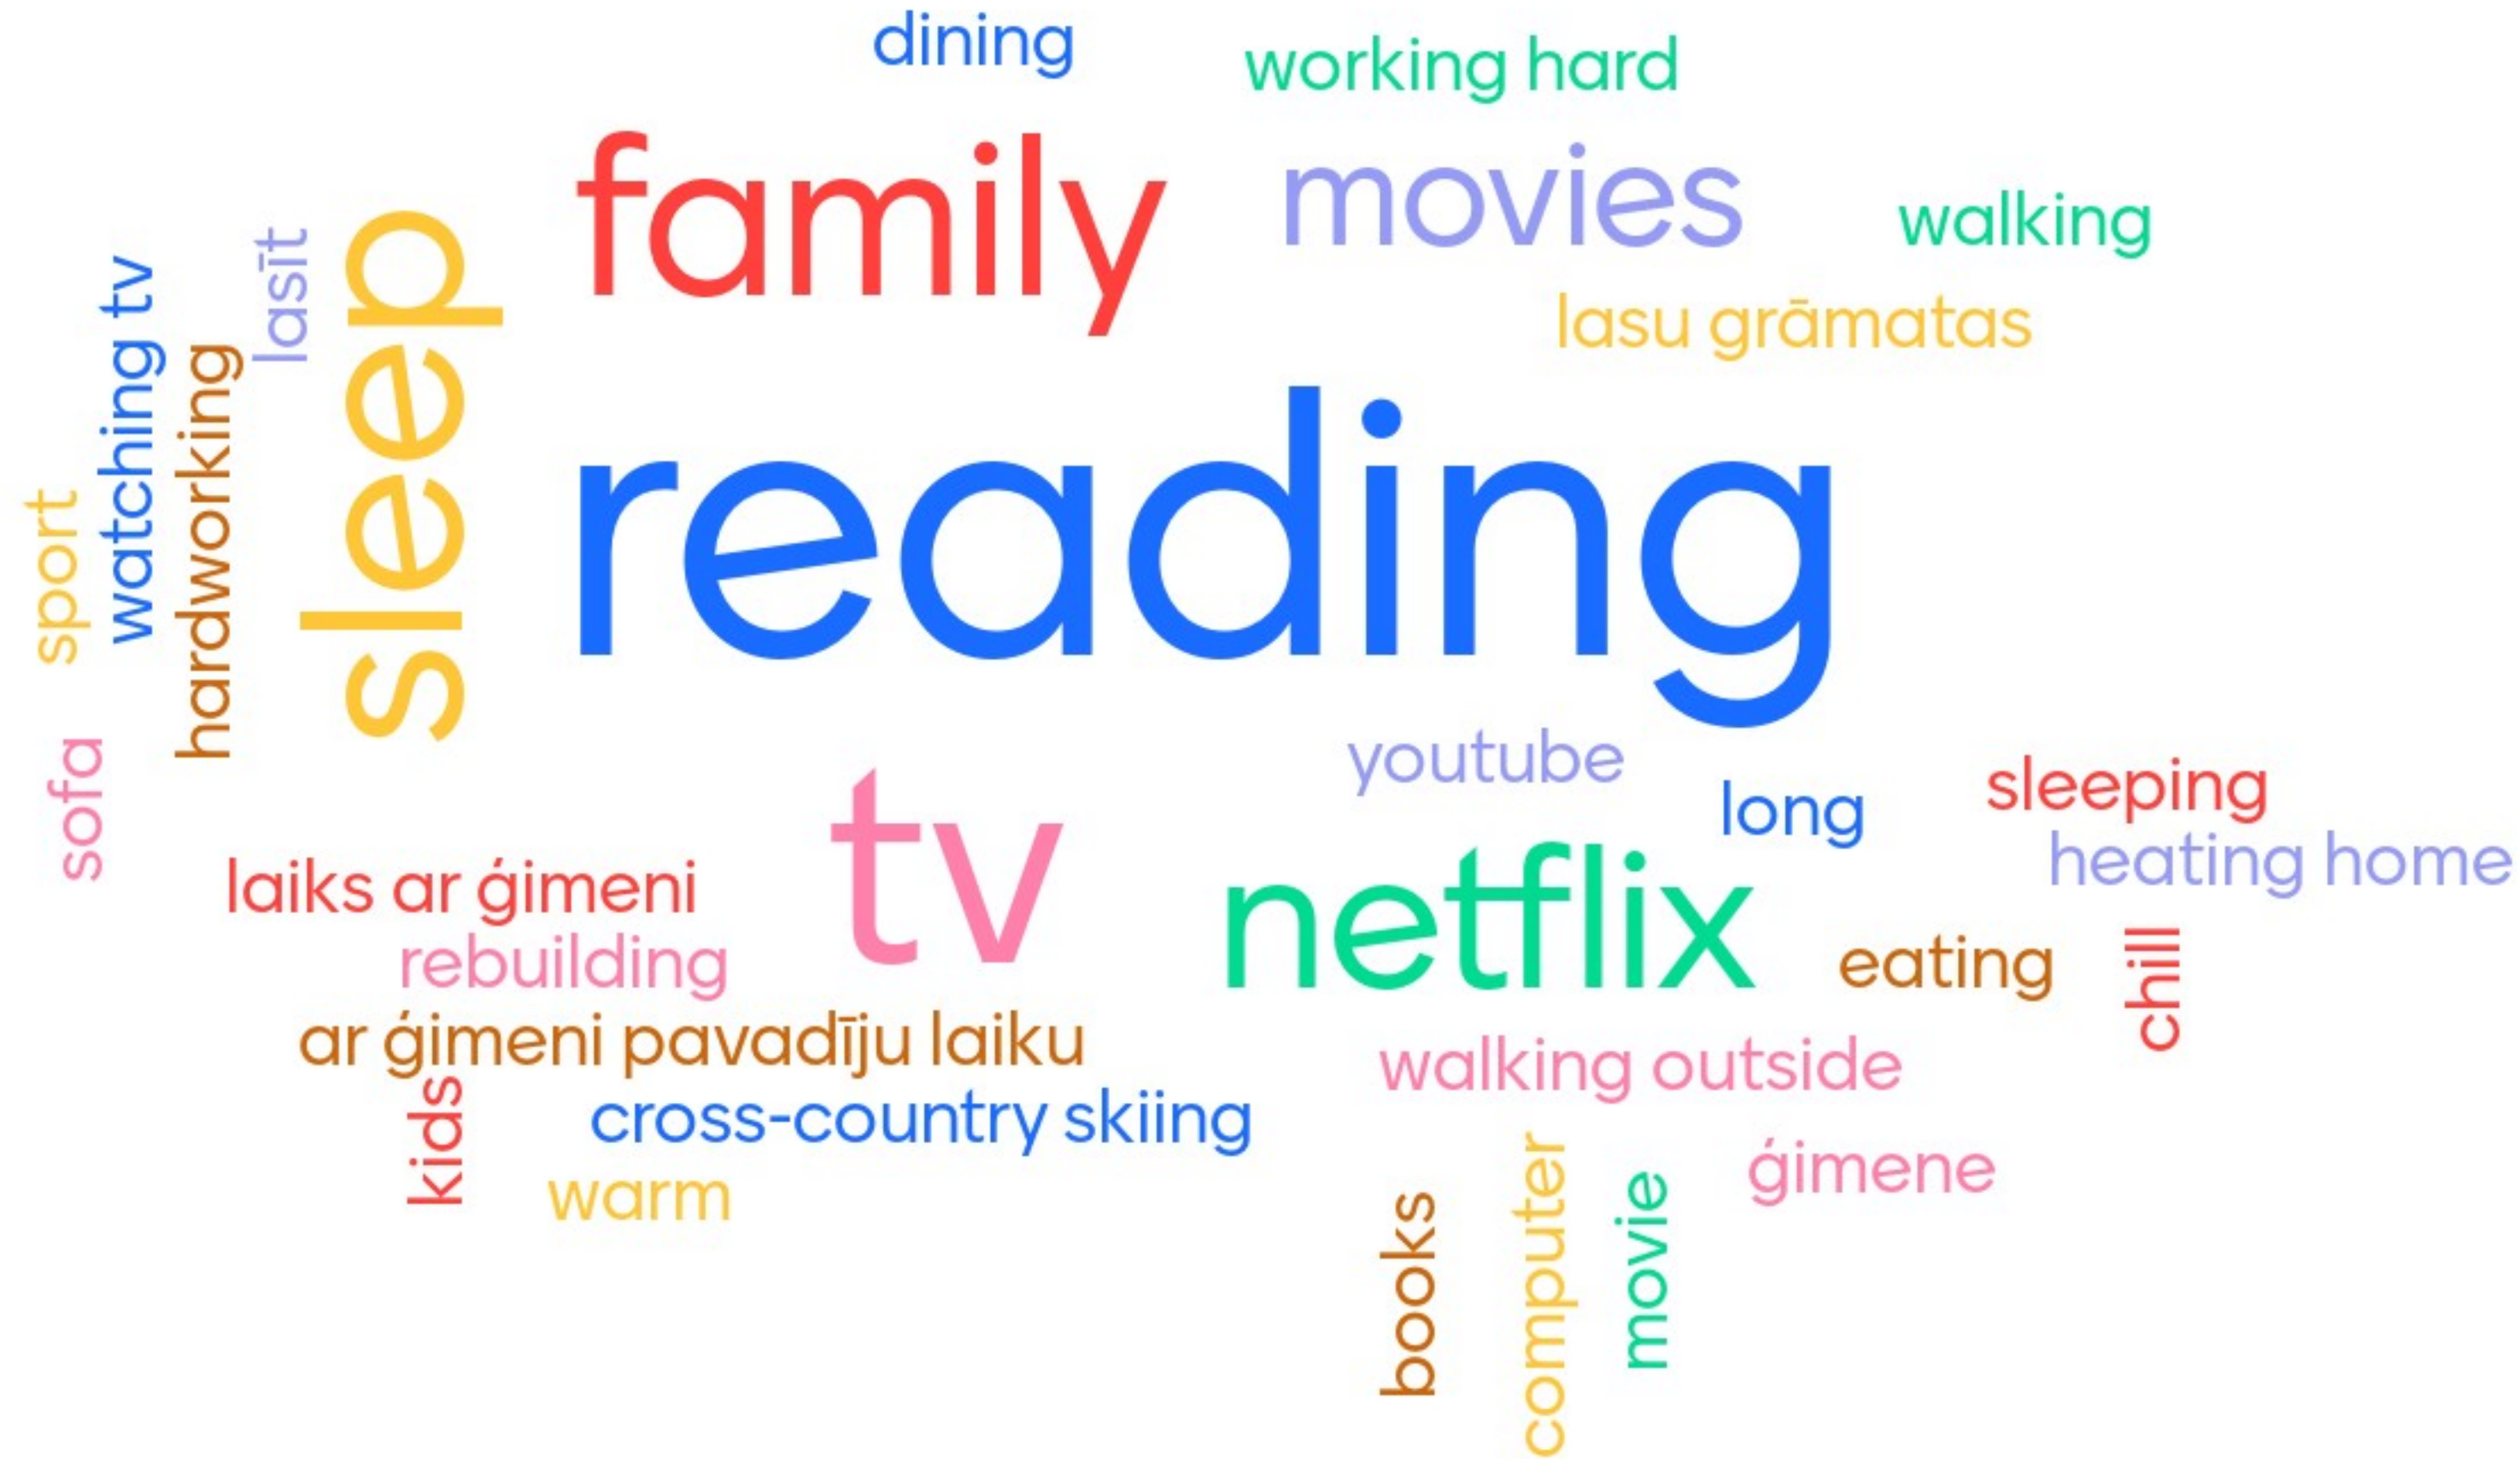 dining
working hard
family
movies
walking
lasīt
sleep
watching tv
lasu grāmatas
hardworking
reading
sport
sofa
youtube
long
sleeping
tv
netflix
heating home
laiks ar ģimeni
rebuilding
eating
chill
ar ģimeni pavadīju laiku
walking outside
kids
cross-country skiing
warm
ģimene
books
computer
movie